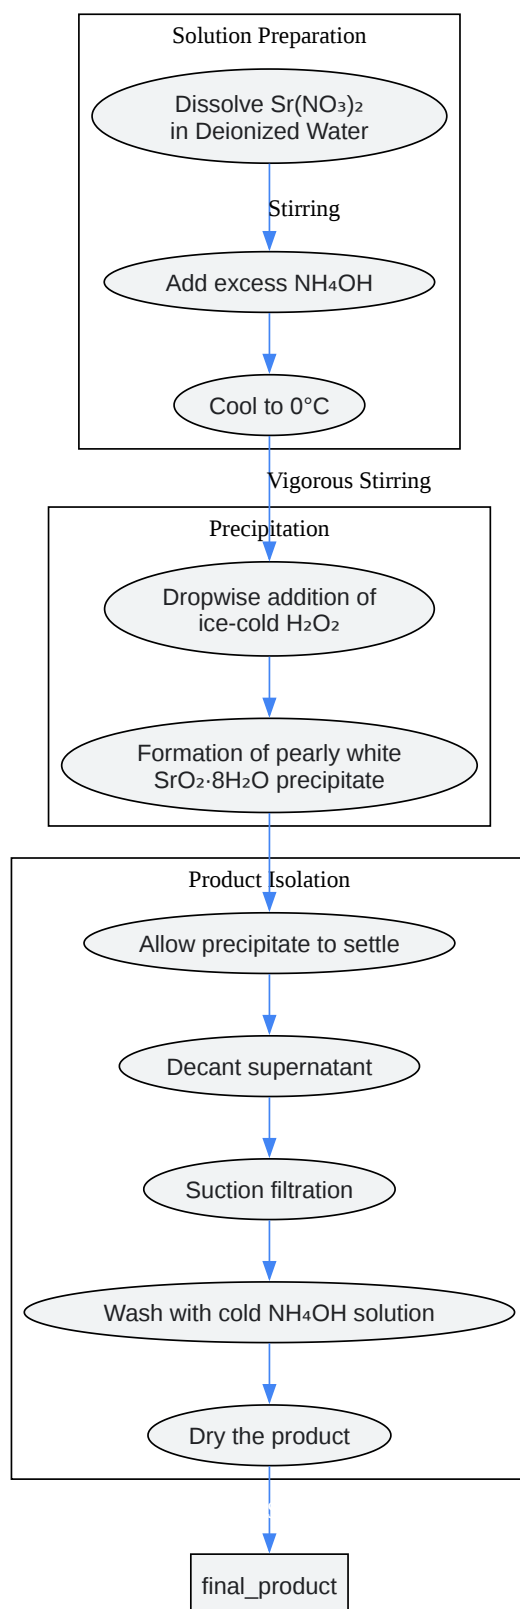 Solution Preparation
Dissolve Sr(NO₃)₂
in Deionized Water
Stirring
Add excess NH₄OH
Cool to 0°C
Vigorous Stirring
Precipitation
Dropwise addition of
ice-cold H₂O₂
Formation of pearly white
SrO₂·8H₂O precipitate
Product Isolation
Allow precipitate to settle
Decant supernatant
Suction filtration
Wash with cold NH₄OH solution
Dry the product
final_product